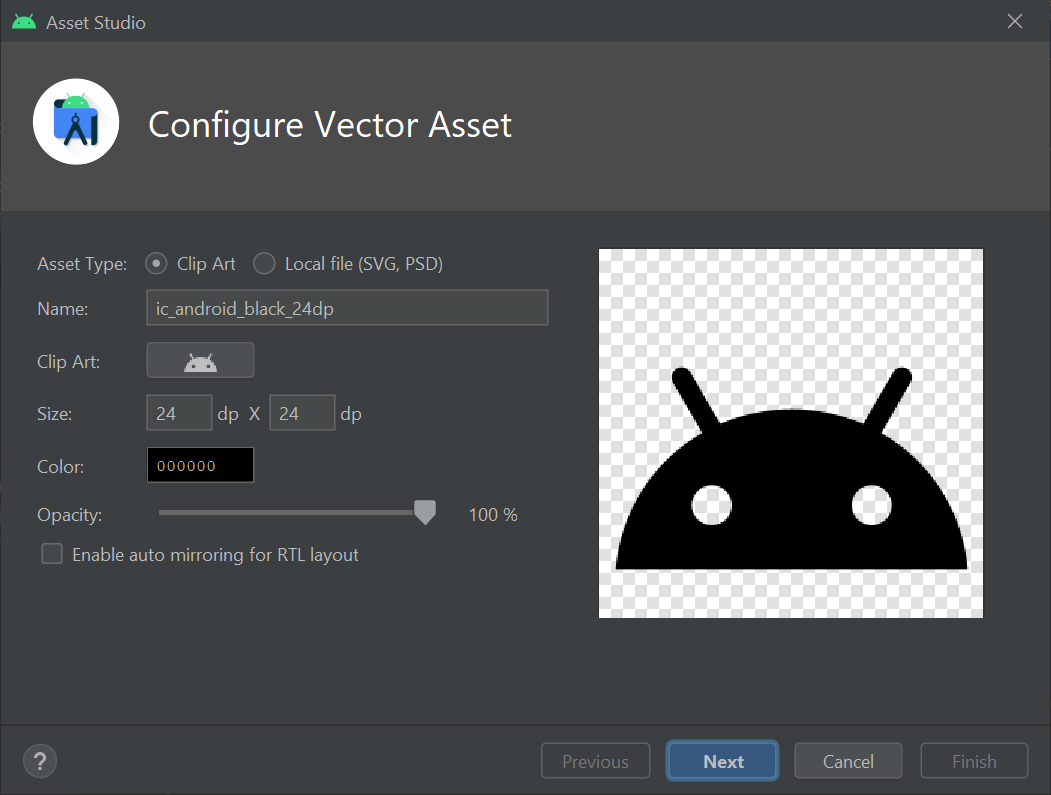 Asset Studio
Configure Vector Asset
Asset Type: Clip Art Local file (SVG, PSD)
Name: ic_android_black_24dp
Clip Art:
Size: 24 dp X 24 dp
Color: 000000
Opacity: 100 %
Enable auto mirroring for RTL layout
? Previous Next Cancel Finish